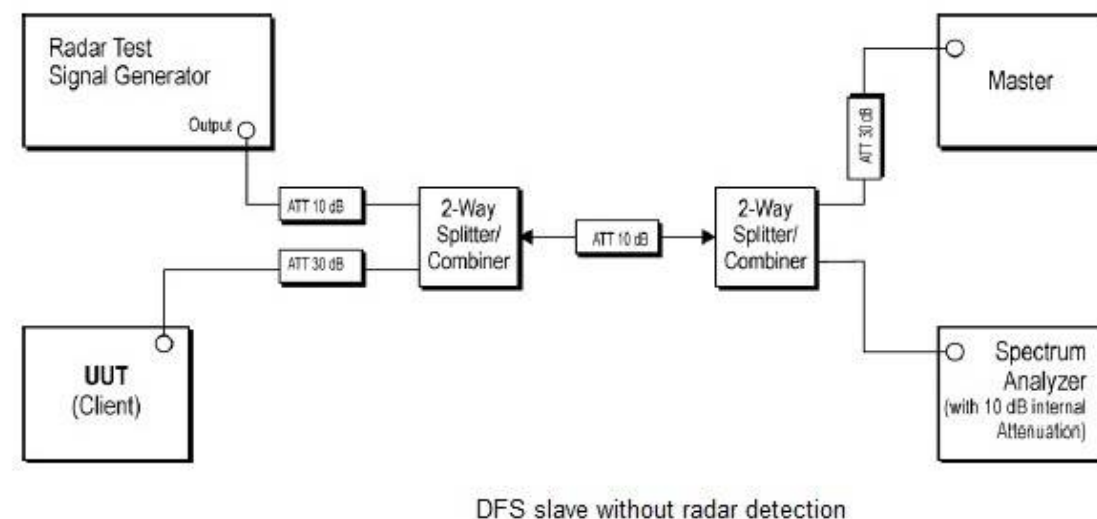 Radar Test
Signal Generator
Output
ATT 10 dB
ATT 30 dB
UUT
(Client)
2-Way
Splitter/
Combiner
ATT 10 dB
2-Way
Splitter/
Combiner
ATT 30 dB
Master
Spectrum
Analyzer
(with 10 dB internal
Attenuation)
DFS slave without radar detection